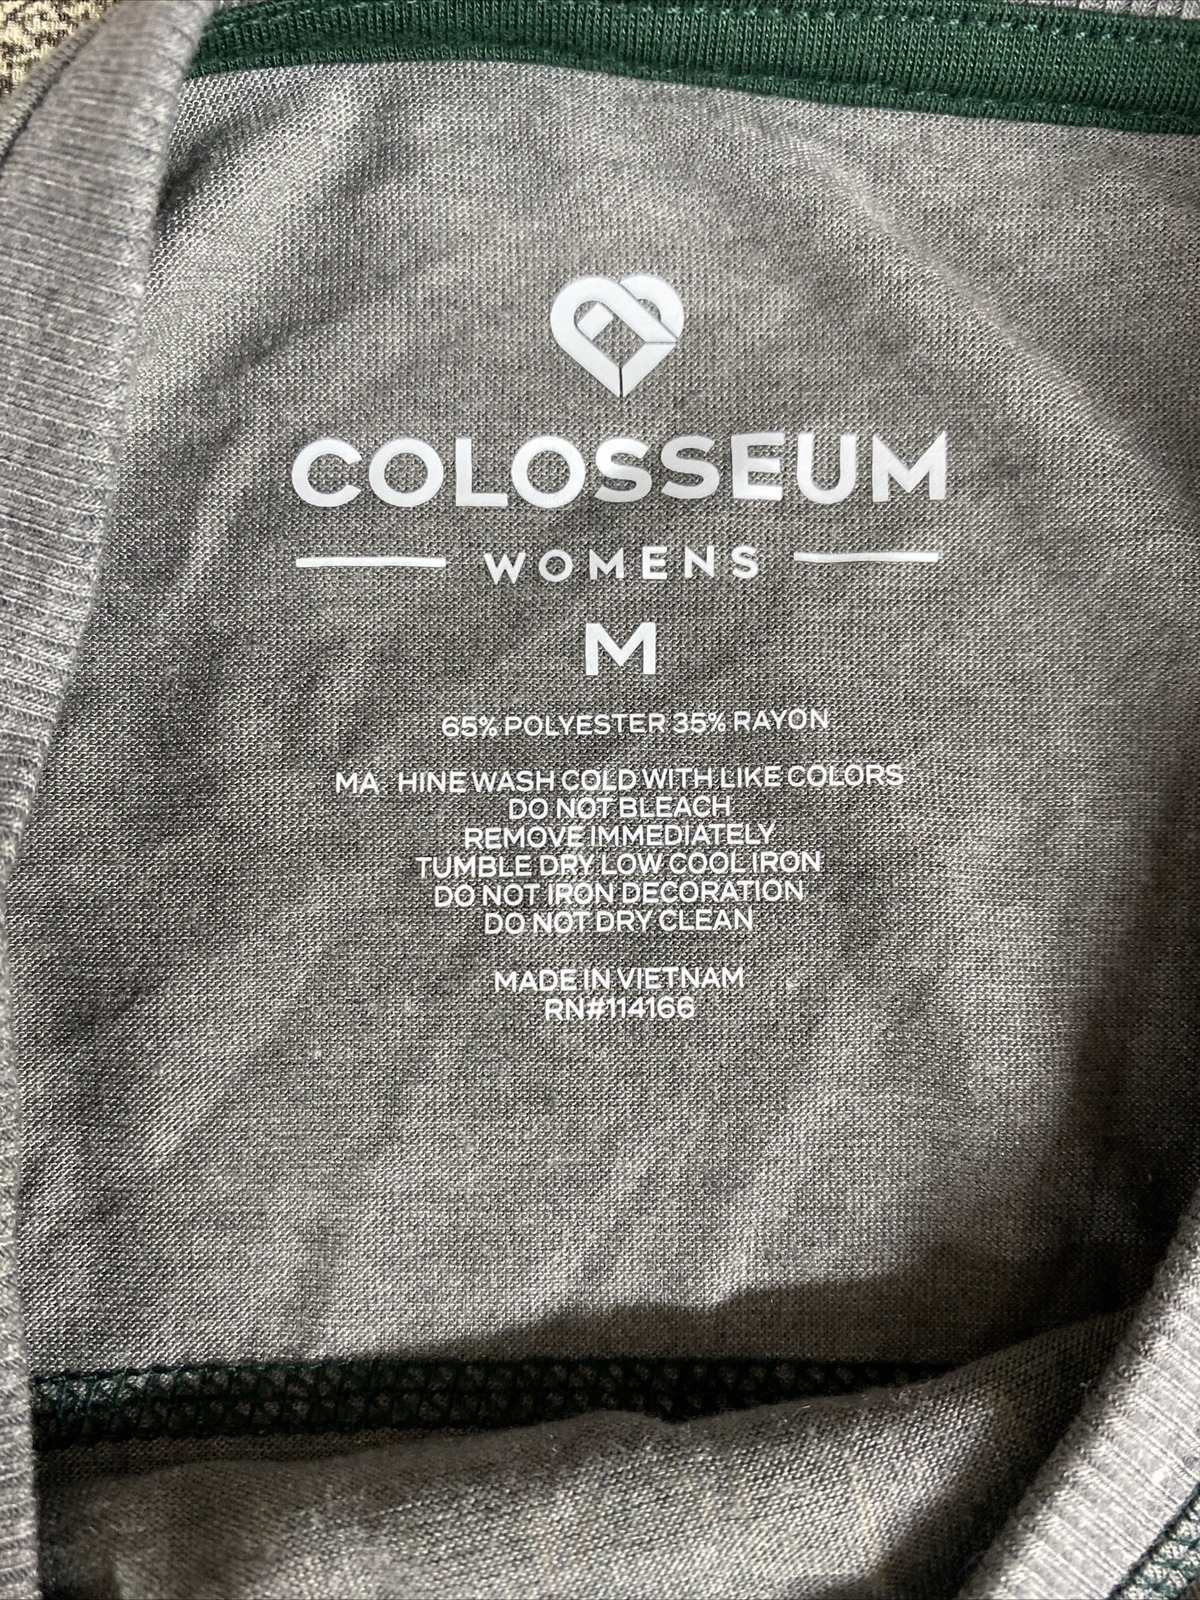 COLOSSEUM
WOMENS
M
65% POLYESTER 35% RAYON
MA HINE WASH COLD WITH LIKE COLORS
DO NOT BLEACH
REMOVE IMMEDIATELY
TUMBLE DRY LOW COOL IRON
DO NOT IRON DECORATION
DO NOT DRY CLEAN
MADE IN VIETNAM
RN#114166